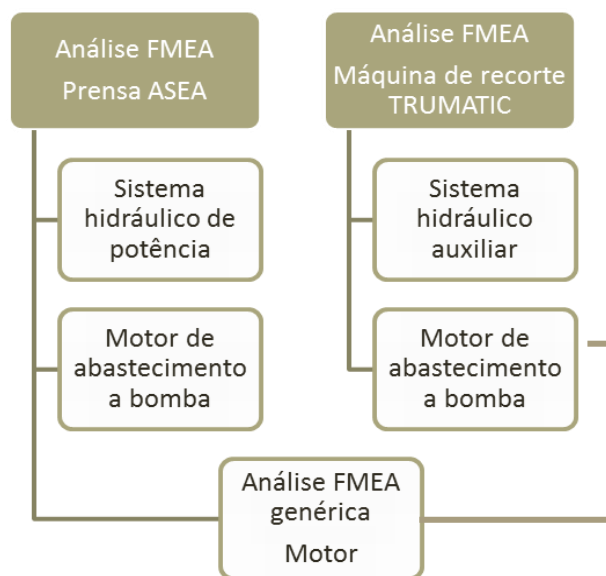 Análise FMEA
Prensa ASEA
Análise FMEA
Máquina de recorte
TRUMATIC
Sistema
hidráulico de
potência
Sistema
hidráulico
auxiliar
Motor de
abastecimento
a bomba
Motor de
abastecimento
a bomba
Análise FMEA
genérica
Motor